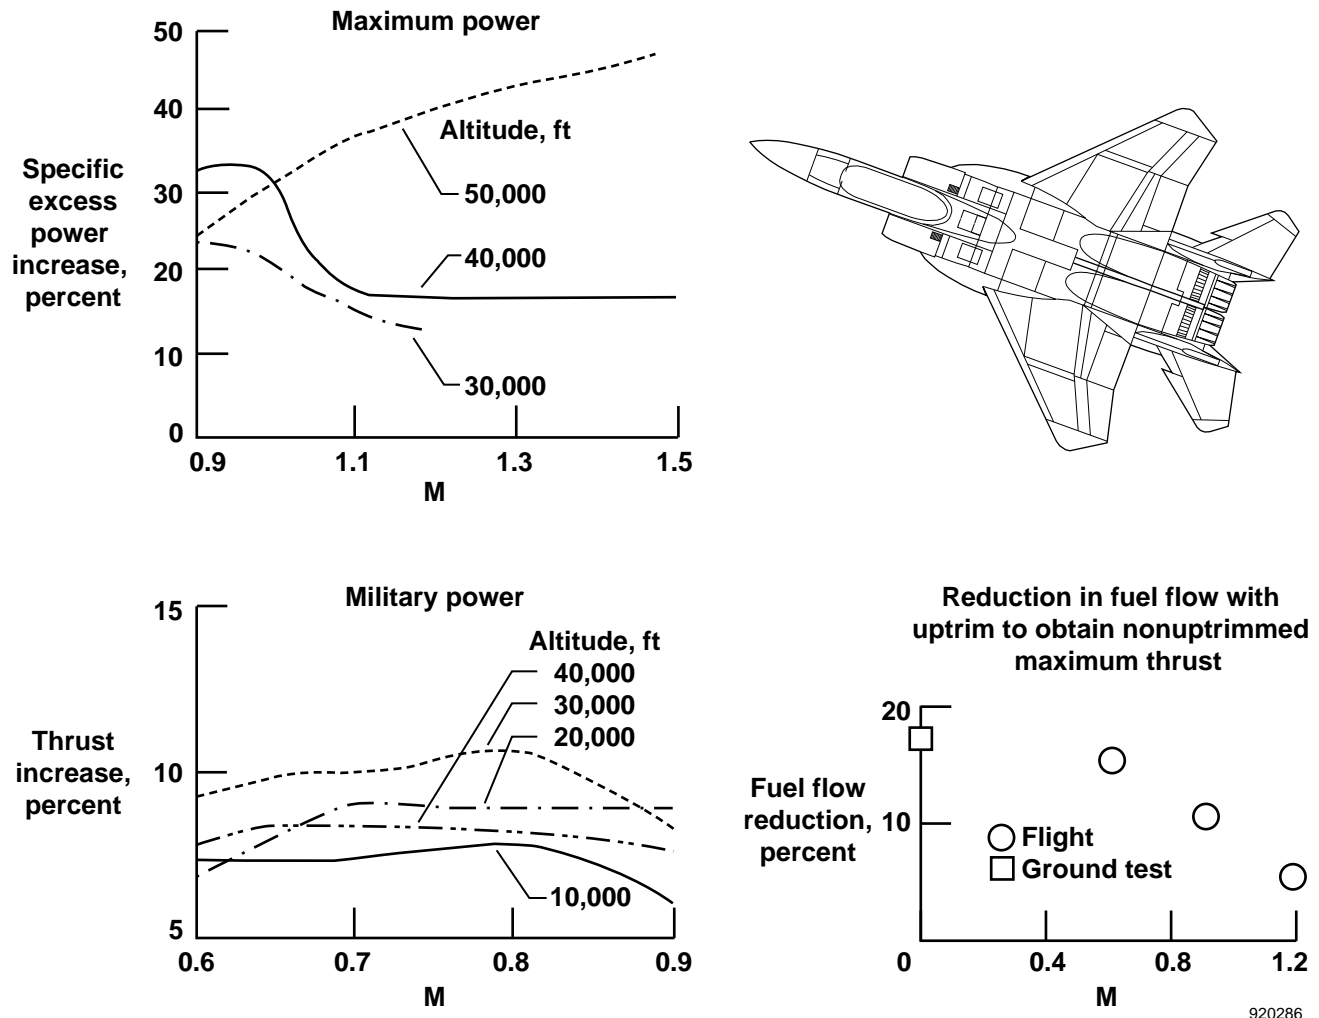 Maximum power
50
40
30
20
10
0
Specific
excess
power
increase,
percent
Altitude, ft
50,000
40,000
30,000
0.9 1.1 1.3 1.5
M
Military power
15
10
5
Thrust
increase,
percent
Altitude, ft
40,000
30,000
20,000
10,000
0.6 0.7 0.8 0.9
M
Reduction in fuel flow with
uptrim to obtain nonuptrimmed
maximum thrust
20
10
Fuel flow
reduction,
percent
Flight
Ground test
0 0.4 0.8 1.2
M
920286